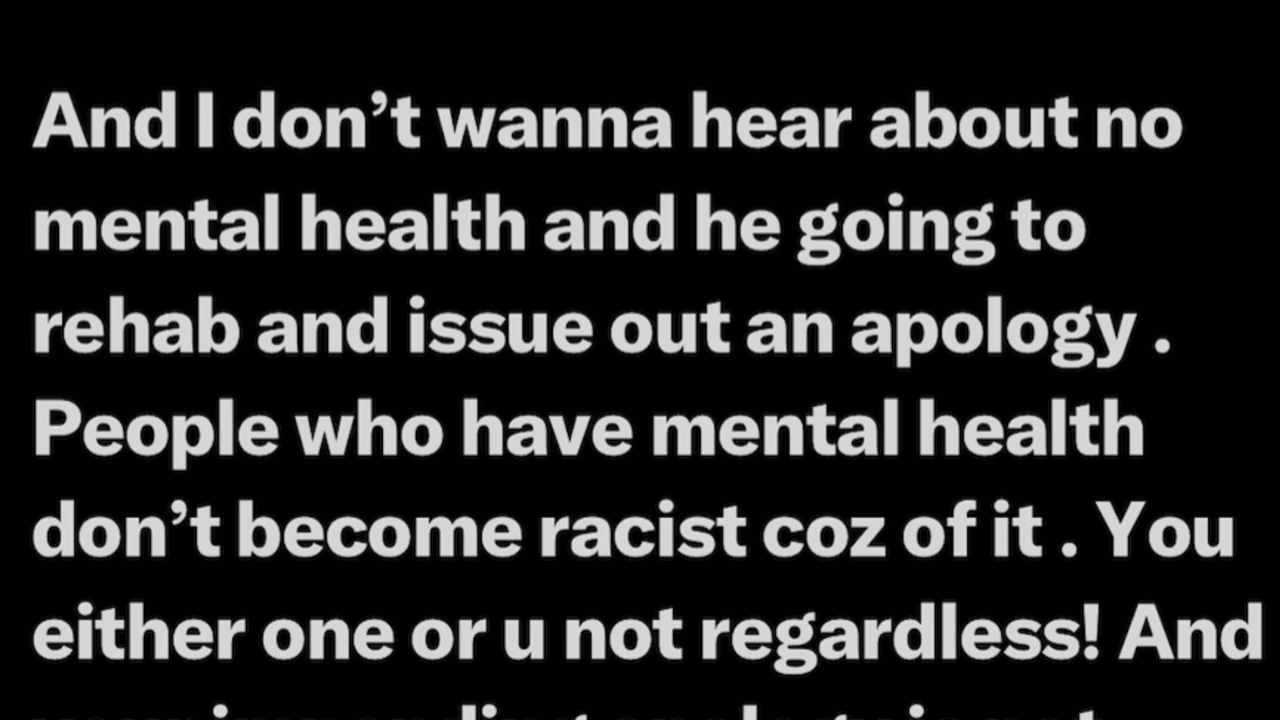 And I don’t wanna hear about no
mental health and he going to
rehab and issue out an apology .
People who have mental health
don’t become racist coz of it . You
either one or u not regardless! And